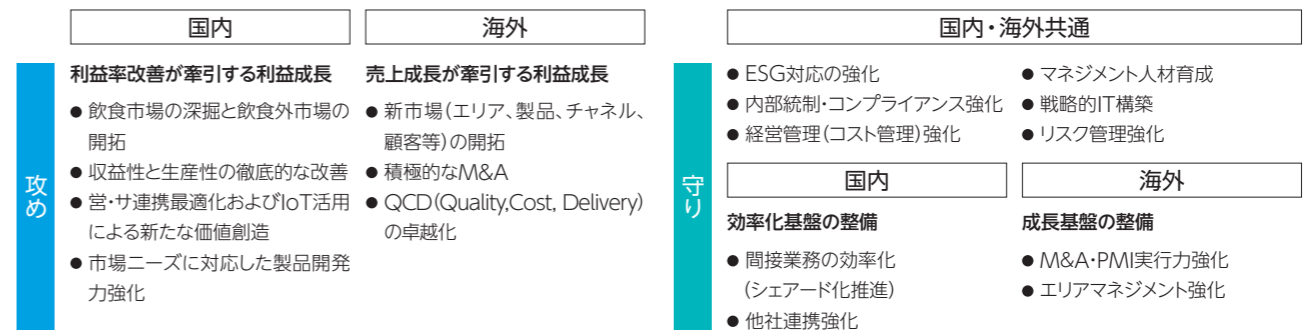 攻め
国内
利益率改善が牽引する利益成長
● 飲食市場の深掘と飲食外市場の
開拓
● 収益性と生産性の徹底的な改善
● 営・サ連携最適化およびIoT活用
による新たな価値創造
● 市場ニーズに対応した製品開発
力強化
海外
売上成長が牽引する利益成長
● 新市場(エリア、製品、チャネル、
顧客等)の開拓
● 積極的なM&A
● QCD(Quality,Cost, Delivery)
の卓越化
守り
国内・海外共通
● ESG対応の強化
● 内部統制・コンプライアンス強化
● 経営管理(コスト管理)強化
● マネジメント人材育成
● 戦略的IT構築
● リスク管理強化
国内
効率化基盤の整備
● 間接業務の効率化
(シェアード化推進)
● 他社連携強化
海外
成長基盤の整備
● M&A・PMI実行力強化
● エリアマネジメント強化